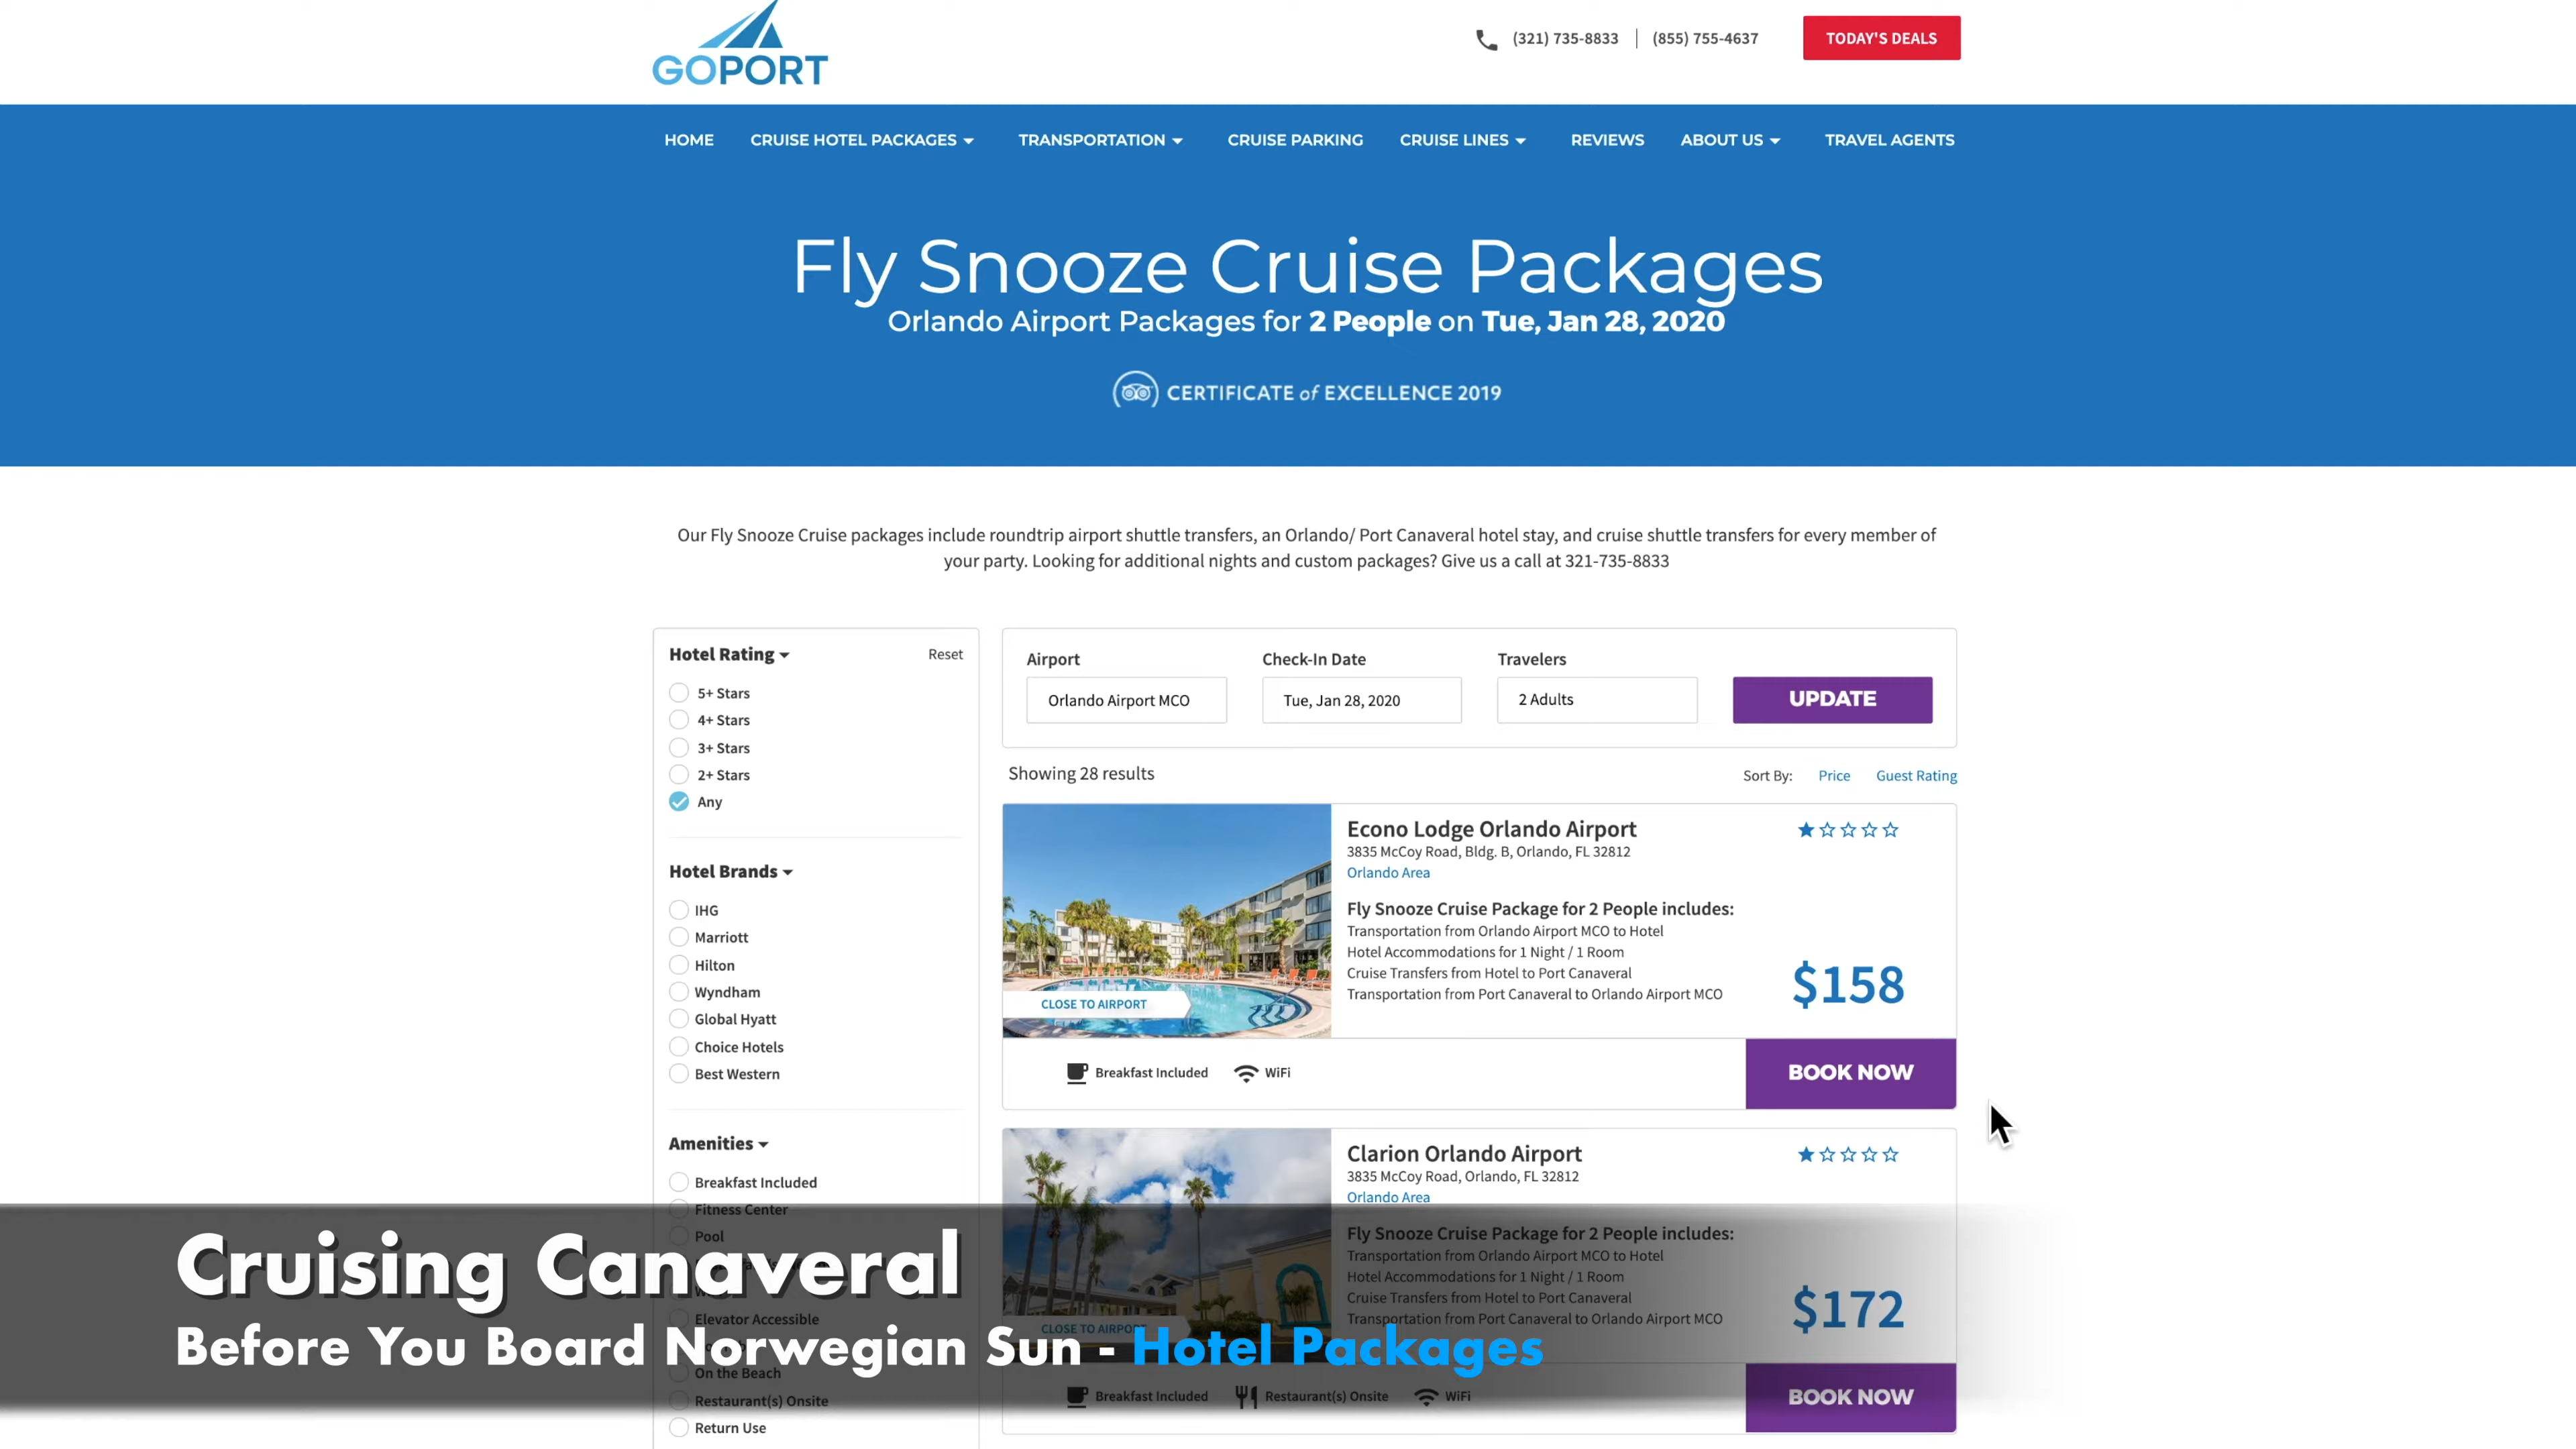 GOPORT
(321) 735-8833 | (855) 755-4637
TODAY'S DEALS
HOME CRUISE HOTEL PACKAGES TRANSPORTATION CRUISE PARKING CRUISE LINES REVIEWS ABOUT US TRAVEL AGENTS
Fly Snooze Cruise Packages
Orlando Airport Packages for 2 People on Tue, Jan 28, 2020
CERTIFICATE of EXCELLENCE 2019
Our Fly Snooze Cruise packages include roundtrip airport shuttle transfers, an Orlando/ Port Canaveral hotel stay, and cruise shuttle transfers for every member of
your party. Looking for additional nights and custom packages? Give us a call at 321-735-8833
Hotel Rating
Reset
5+ Stars
4+ Stars
3+ Stars
2+ Stars
Any
Hotel Brands
IHG
Marriott
Hilton
Wyndham
Global Hyatt
Choice Hotels
Best Western
Amenities
Breakfast Included
Fitness Center
Pool
Elevator Accessible
On the Beach
Restaurant(s) Onsite
Return Use
Airport
Check-In Date
Travelers
Orlando Airport MCO
Tue, Jan 28, 2020
2 Adults
UPDATE
Showing 28 results
Sort By: Price Guest Rating
Econo Lodge Orlando Airport
3835 McCoy Road, Bldg. B, Orlando, FL 32812
Orlando Area
Fly Snooze Cruise Package for 2 People includes:
Transportation from Orlando Airport MCO to Hotel
Hotel Accommodations for 1 Night / 1 Room
Cruise Transfers from Hotel to Port Canaveral
Transportation from Port Canaveral to Orlando Airport MCO
$158
CLOSE TO AIRPORT
Breakfast Included
WiFi
BOOK NOW
Clarion Orlando Airport
3835 McCoy Road, Orlando, FL 32812
Orlando Area
Fly Snooze Cruise Package for 2 People includes:
Transportation from Orlando Airport MCO to Hotel
Hotel Accommodations for 1 Night / 1 Room
Cruise Transfers from Hotel to Port Canaveral
Transportation from Port Canaveral to Orlando Airport MCO
$172
CLOSE TO AIRPORT
Breakfast Included
Restaurant(s) Onsite
WiFi
BOOK NOW
Cruising Canaveral
Before You Board Norwegian Sun - Hotel Packages